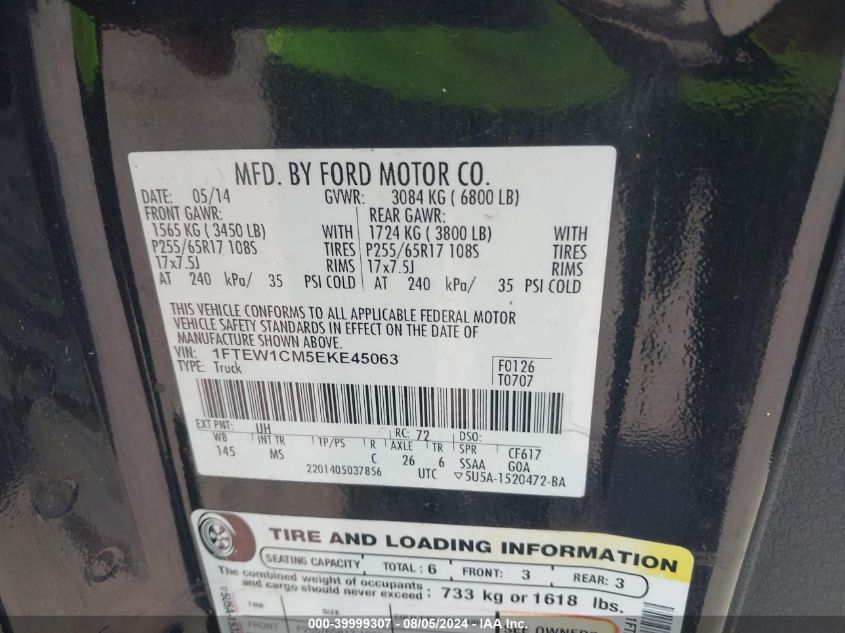 MFD. BY FORD MOTOR CO.
DATE: 05/14 GVWR: 3084 KG ( 6800 LB)
FRONT GAWR: REAR GAWR:
1565 KG ( 3450 LB) WITH 1724 KG ( 3800 LB) WITH
P255/65R17 108S TIRES P255/65R17 108S TIRES
17x7.5J RIMS 17x7.5J RIMS
AT 240 kPa/ 35 PSI COLD AT 240 kPa/ 35 PSI COLD
THIS VEHICLE CONFORMS TO ALL APPLICABLE FEDERAL MOTOR
VEHICLE SAFETY STANDARDS IN EFFECT ON THE DATE OF
MANUFACTURE SHOWN ABOVE.
VIN: 1FTEW1CM5EKE45063 F0126
TYPE: Truck T0707
EXT PNT: UH RC: 72 DSO:
WB INT TR TP/PS R AXLE TR SPR CF617
145 MS C 26 6 SSAA G0A
2201405037856 UTC ▽5U5A-1520472-BA
TIRE AND LOADING INFORMATION
SEATING CAPACITY TOTAL: 6 FRONT: 3 REAR: 3
The combined weight of occupants
and cargo should never exceed: 733 kg or 1618 lbs.
TIRE SIZE
FRONT SEE OWNERS
000-39999307 - 08/05/2024 - IAA Inc.